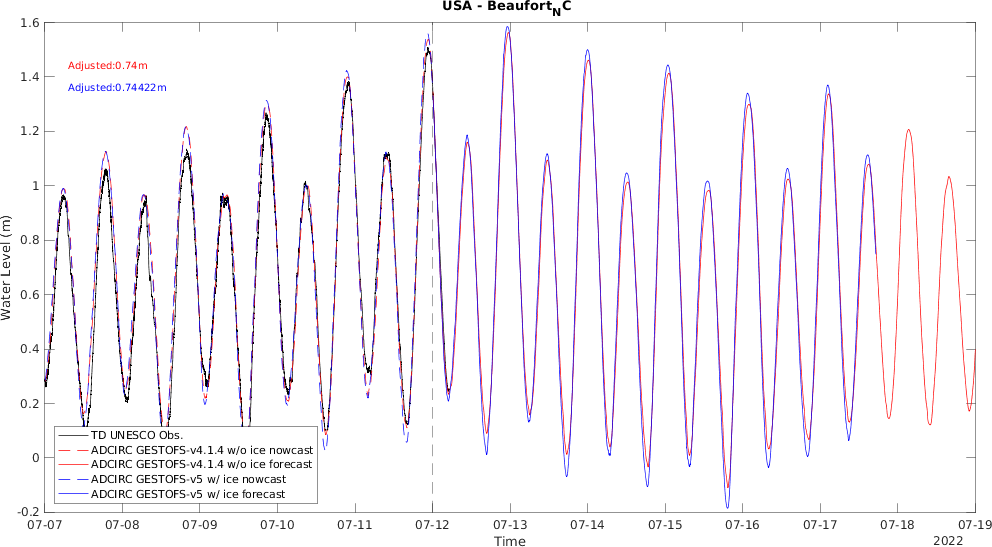 USA - Beaufort_NC
1.6
1.4
1.2
1
0.8
0.6
0.4
0.2
0
-0.2
Water Level (m)
Adjusted:0.74m
Adjusted:0.74422m
TD UNESCO Obs.
ADCIRC GESTOFS-v4.1.4 w/o ice nowcast
ADCIRC GESTOFS-v4.1.4 w/o ice forecast
ADCIRC GESTOFS-v5 w/ ice nowcast
ADCIRC GESTOFS-v5 w/ ice forecast
07-07 07-08 07-09 07-10 07-11 07-12 07-13 07-14 07-15 07-16 07-17 07-18 07-19
Time
2022